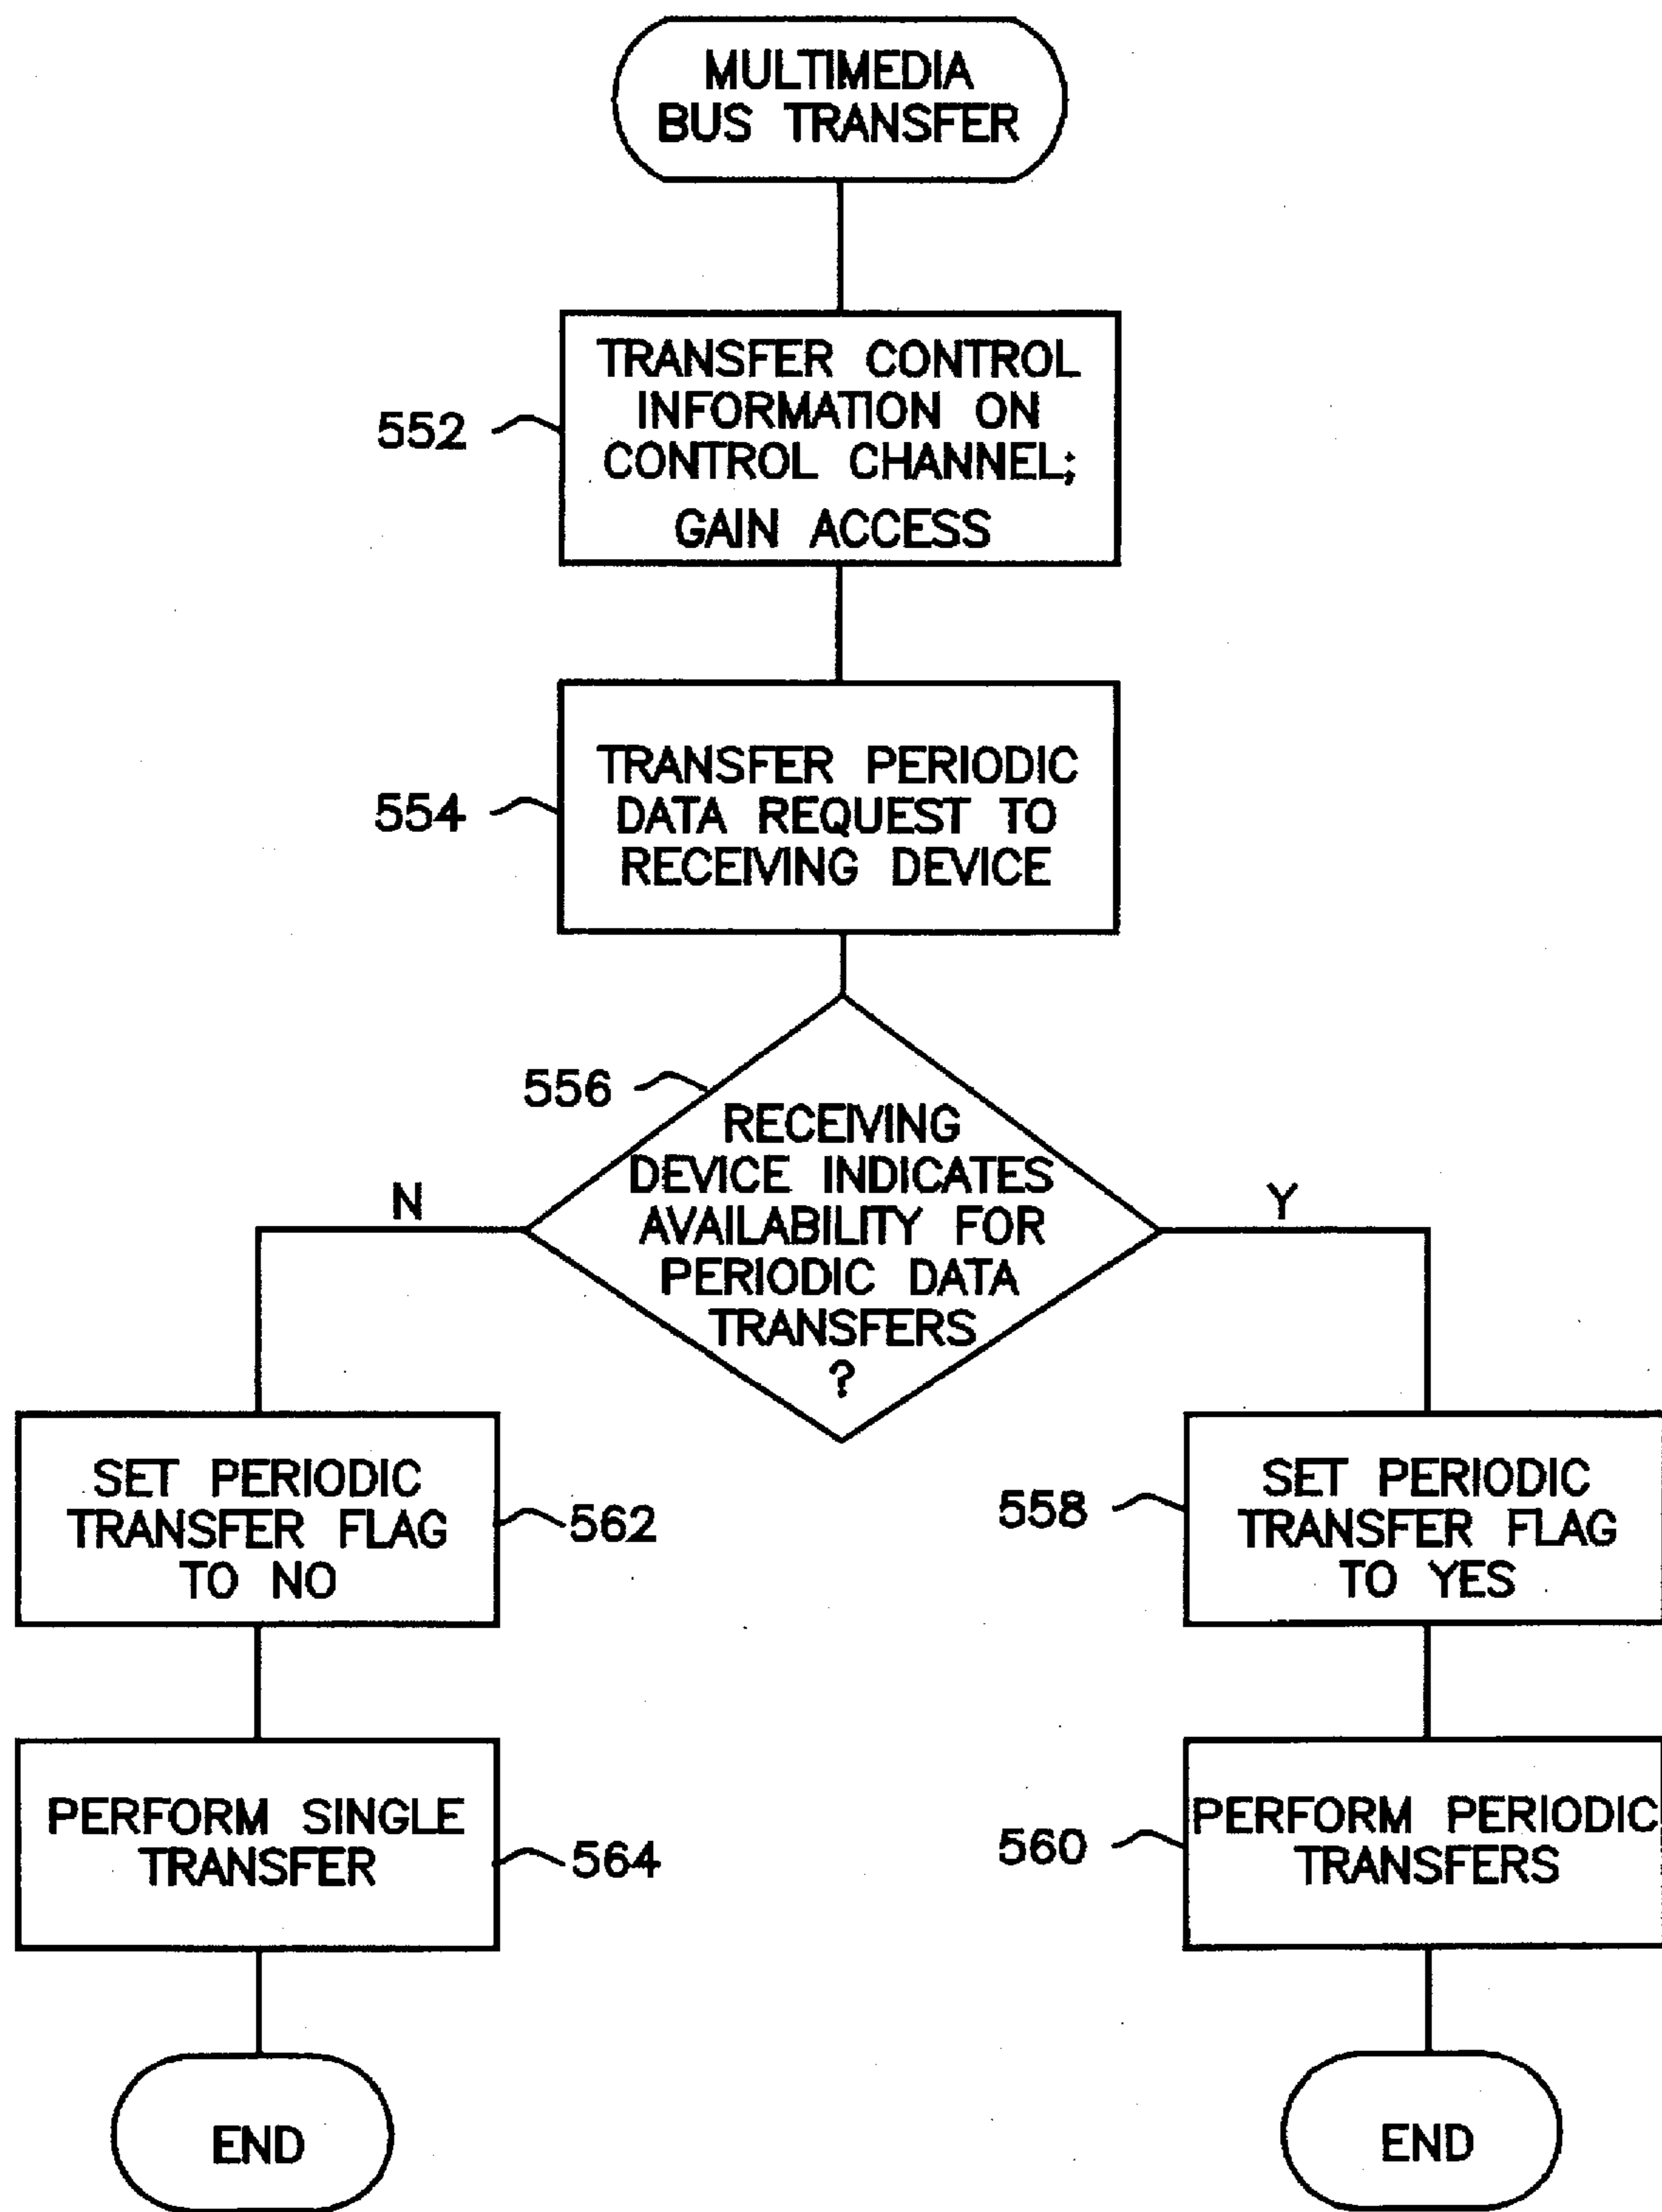 MULTIMEDIA
BUS TRANSFER
TRANSFER CONTROL
INFORMATION ON
CONTROL CHANNEL;
GAIN ACCESS
552
TRANSFER PERIODIC
DATA REQUEST TO
RECEIVING DEVICE
554
556
RECEIVING
DEVICE INDICATES
AVAILABILITY FOR
PERIODIC DATA
TRANSFERS
?
N
Y
SET PERIODIC
TRANSFER FLAG
TO NO
562
558
SET PERIODIC
TRANSFER FLAG
TO YES
PERFORM SINGLE
TRANSFER
564
560
PERFORM PERIODIC
TRANSFERS
END
END